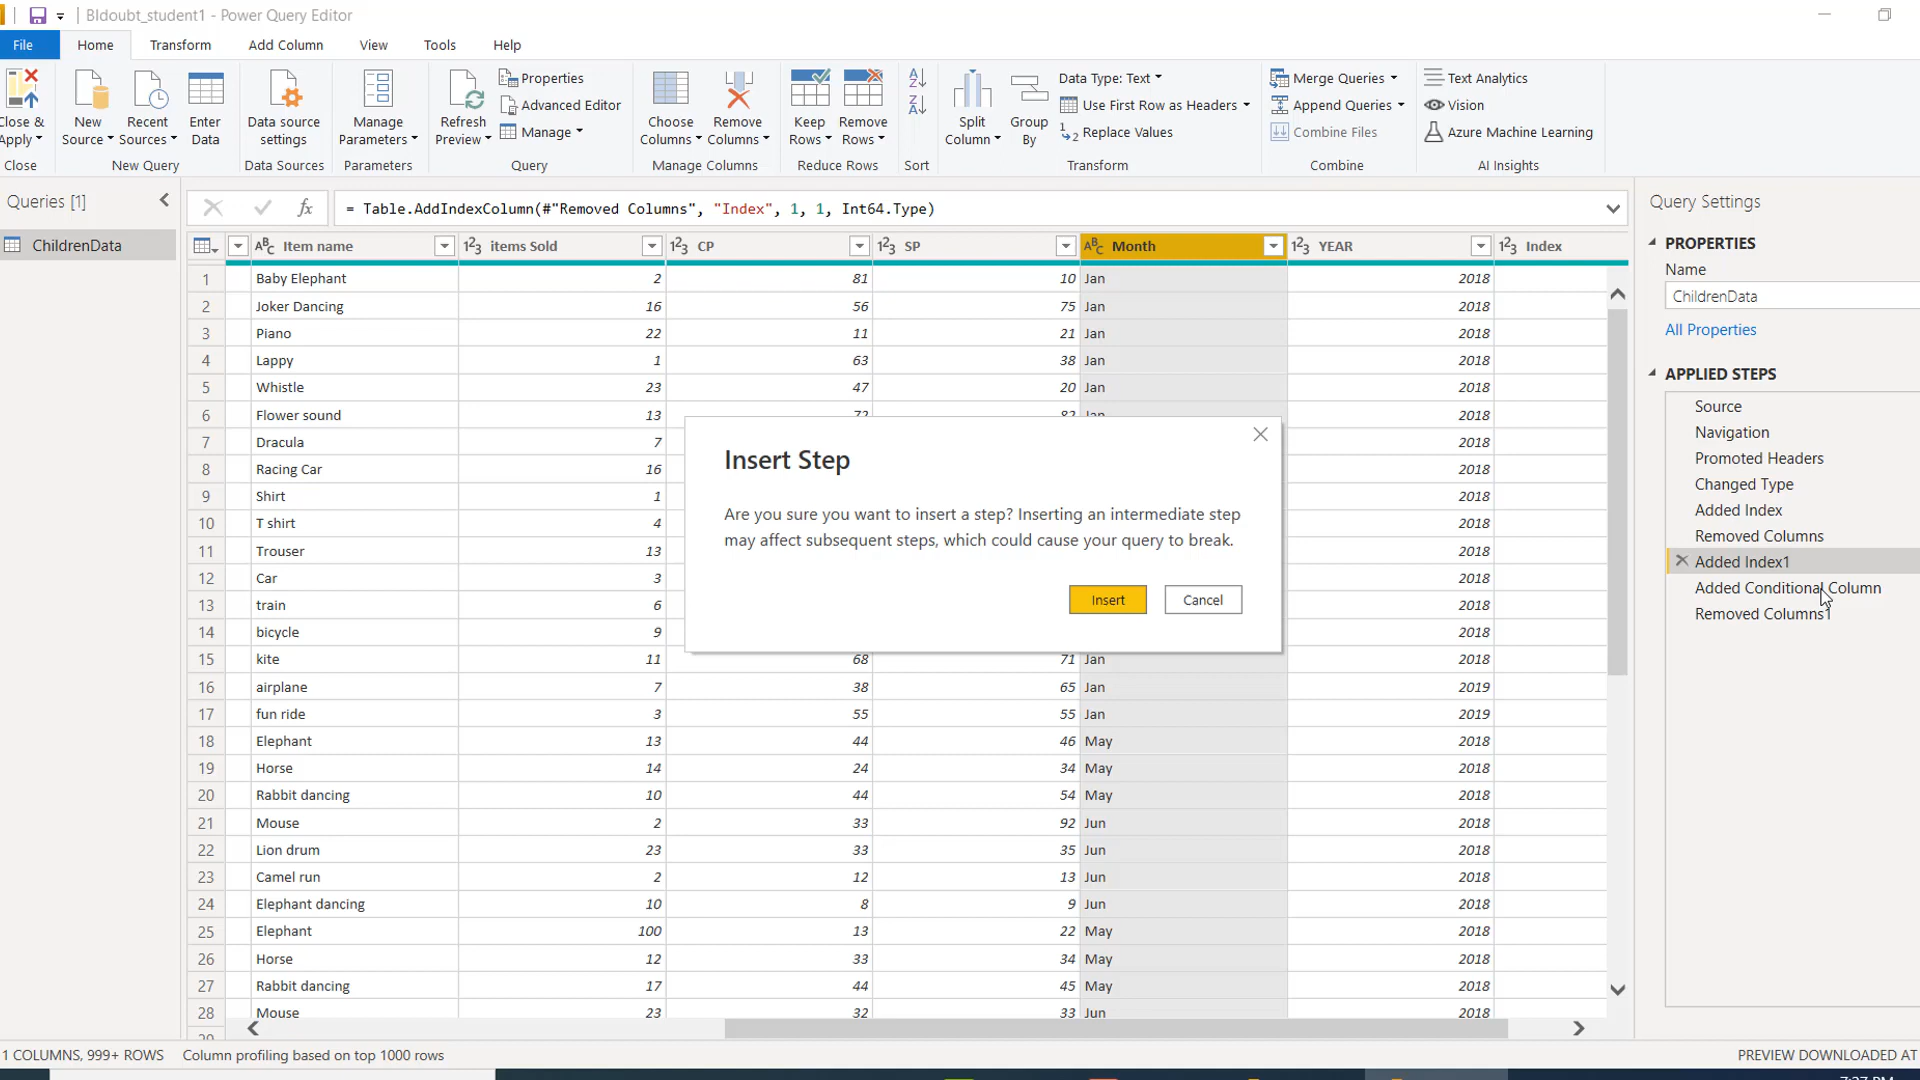 BIdoubt_student1 - Power Query Editor
File Home Transform Add Column View Tools Help
Close & Apply
Close
New Source
Recent Sources
Enter Data
New Query
Data source settings
Data Sources
Manage Parameters
Parameters
Refresh Preview
Properties
Advanced Editor
Manage
Query
Choose Columns
Remove Columns
Manage Columns
Keep Rows
Remove Rows
Reduce Rows
Sort
Split Column
Group By
Data Type: Text
Use First Row as Headers
Replace Values
Transform
Merge Queries
Append Queries
Combine Files
Combine
Text Analytics
Vision
Azure Machine Learning
AI Insights
Queries [1]
ChildrenData
fx = Table.AddIndexColumn(#"Removed Columns", "Index", 1, 1, Int64.Type)
Item name items Sold CP SP Month YEAR Index
1 Baby Elephant 2 81 10 Jan 2018
2 Joker Dancing 16 56 75 Jan 2018
3 Piano 22 11 21 Jan 2018
4 Lappy 1 63 38 Jan 2018
5 Whistle 23 47 20 Jan 2018
6 Flower sound 13 72 82 Jan 2018
7 Dracula 7 2018
8 Racing Car 16 2018
9 Shirt 1 2018
10 T shirt 4 2018
11 Trouser 13 2018
12 Car 3 2018
13 train 6 2018
14 bicycle 9 2018
15 kite 11 68 71 Jan 2018
16 airplane 7 38 65 Jan 2019
17 fun ride 3 55 55 Jan 2019
18 Elephant 13 44 46 May 2018
19 Horse 14 24 34 May 2018
20 Rabbit dancing 10 44 54 May 2018
21 Mouse 2 33 92 Jun 2018
22 Lion drum 23 33 35 Jun 2018
23 Camel run 2 12 13 Jun 2018
24 Elephant dancing 10 8 9 Jun 2018
25 Elephant 100 13 22 May 2018
26 Horse 12 33 34 May 2018
27 Rabbit dancing 17 44 45 May 2018
28 Mouse 23 32 33 Jun 2018
29
Insert Step
Are you sure you want to insert a step? Inserting an intermediate step
may affect subsequent steps, which could cause your query to break.
Insert Cancel
Query Settings
PROPERTIES
Name
ChildrenData
All Properties
APPLIED STEPS
Source
Navigation
Promoted Headers
Changed Type
Added Index
Removed Columns
Added Index1
Added Conditional Column
Removed Columns1
1 COLUMNS, 999+ ROWS Column profiling based on top 1000 rows PREVIEW DOWNLOADED AT